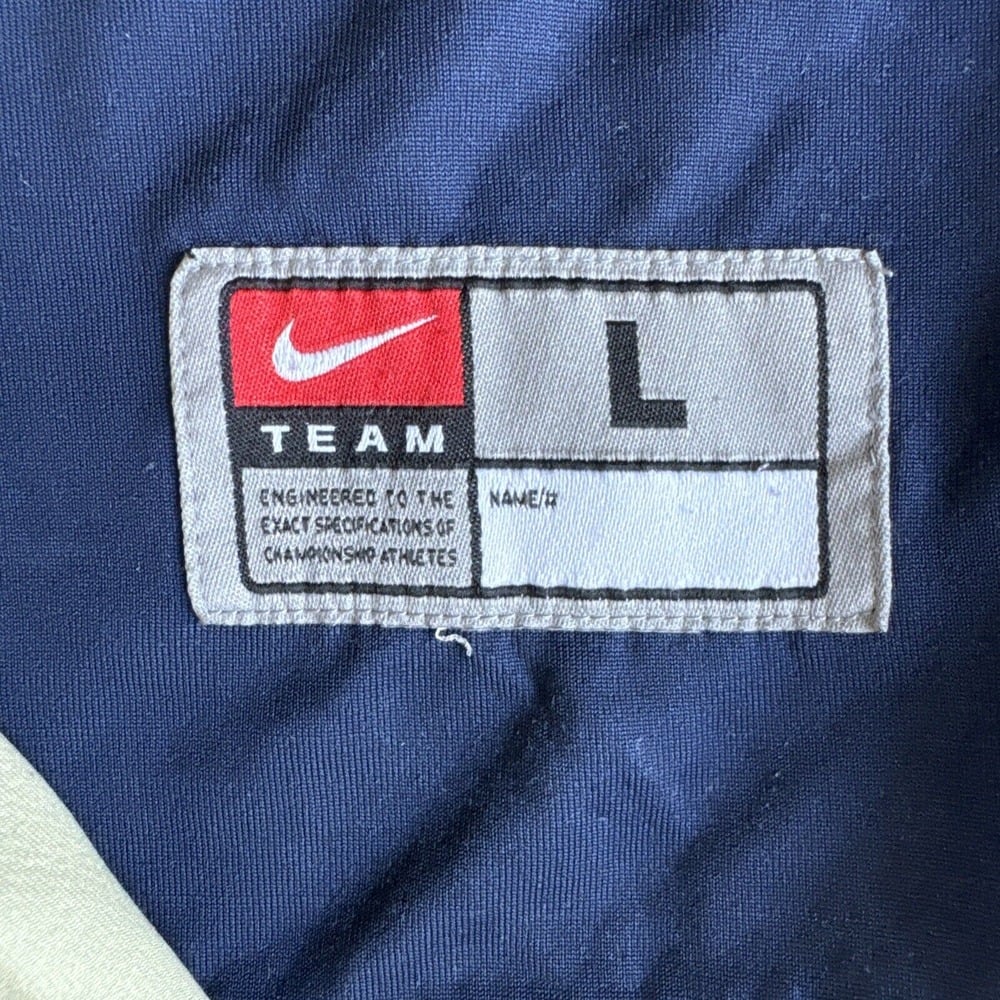 L
TEAM
ENGINEERED TO THE
EXACT SPECIFICATIONS OF
CHAMPIONSHIP ATHLETES
NAME/#